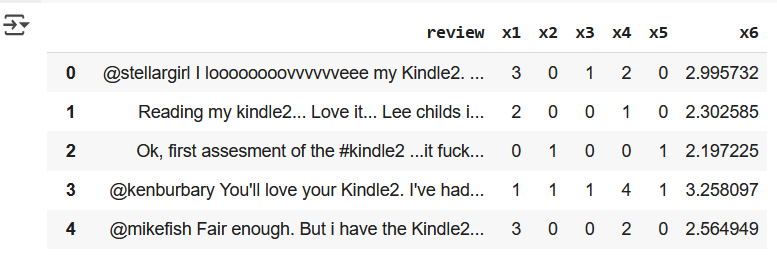 review x1 x2 x3 x4 x5 x6
0 @stellargirl I loooooooovvvvvveee my Kindle2. ... 3 0 1 2 0 2.995732
1 Reading my kindle2... Love it... Lee childs i... 2 0 0 1 0 2.302585
2 Ok, first assesment of the #kindle2 ...it fuck... 0 1 0 0 1 2.197225
3 @kenburbary You'll love your Kindle2. I've had... 1 1 1 4 1 3.258097
4 @mikefish Fair enough. But i have the Kindle2... 3 0 0 2 0 2.564949